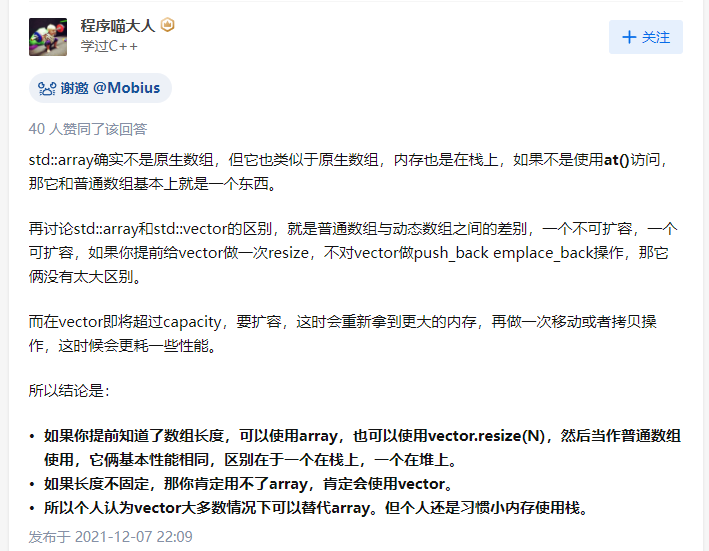 程序喵大人
学过C++
+ 关注
谢邀 @Mobius
40 人赞同了该回答
std::array确实不是原生数组，但它也类似于原生数组，内存也是在栈上，如果不是使用at()访问，
那它和普通数组基本上就是一个东西。
再讨论std::array和std::vector的区别，就是普通数组与动态数组之间的差别，一个不可扩容，一个
可扩容，如果你提前给vector做一次resize，不对vector做push_back emplace_back操作，那它
俩没有太大区别。
而在vector即将超过capacity，要扩容，这时会重新拿到更大的内存，再做一次移动或者拷贝操
作，这时候会更耗一些性能。
所以结论是：
• 如果你提前知道了数组长度，可以使用array，也可以使用vector.resize(N)，然后当作普通数组
使用，它俩基本性能相同，区别在于一个在栈上，一个在堆上。
• 如果长度不固定，那你肯定用不了array，肯定会使用vector。
• 所以个人认为vector大多数情况下可以替代array。但个人还是习惯小内存使用栈。
发布于 2021-12-07 22:09